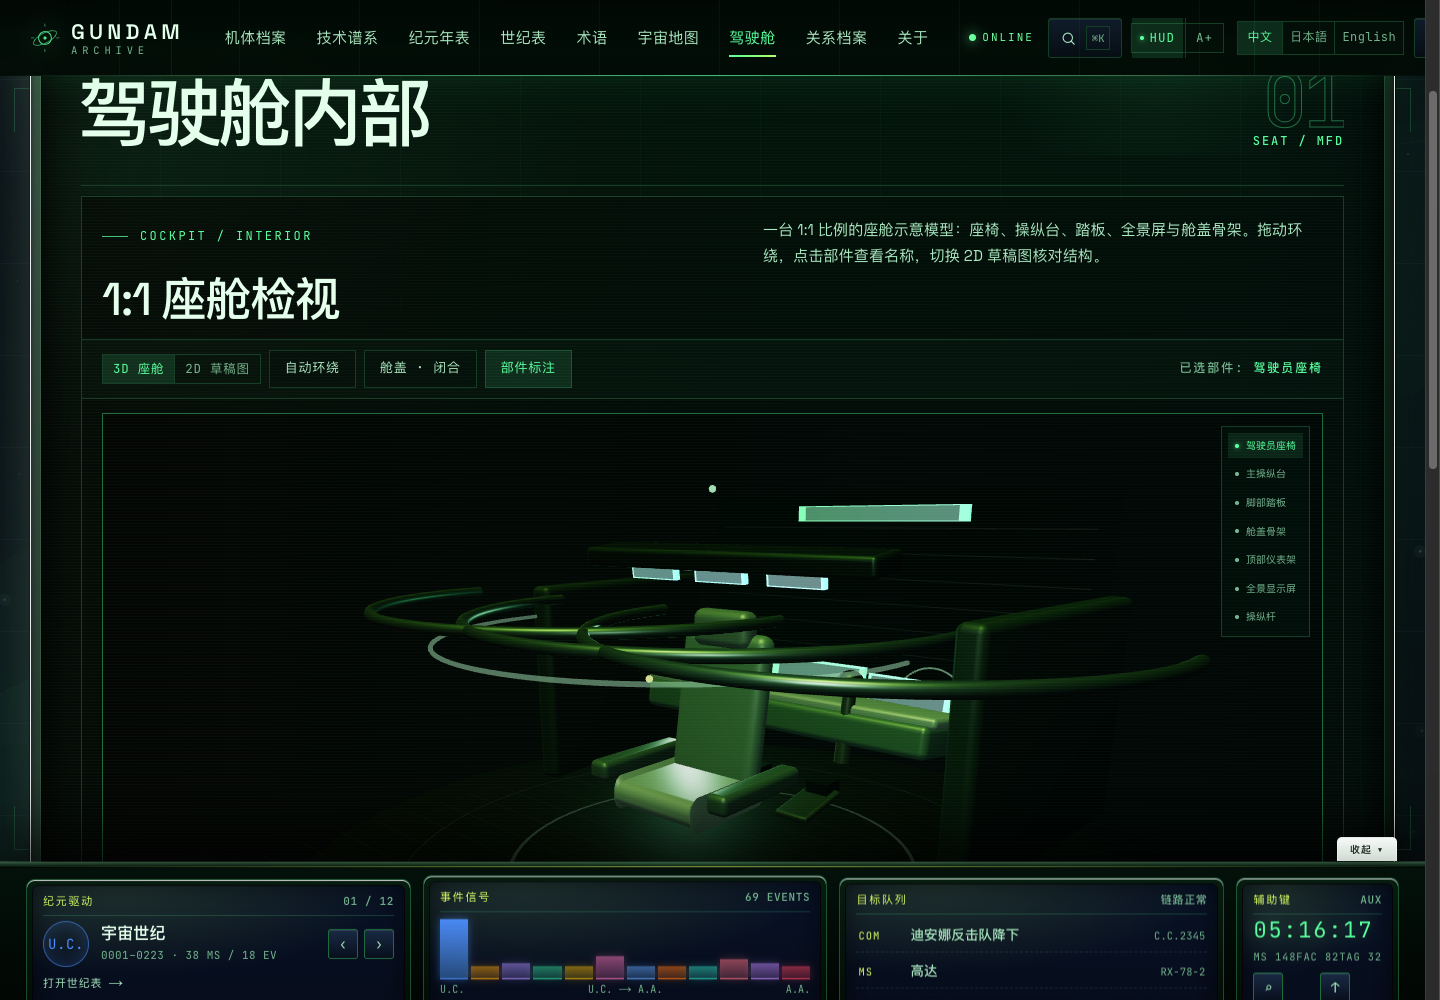 GUNDAM
ARCHIVE
机体档案 技术谱系 纪元年表 世纪表 术语 宇宙地图 驾驶舱 关系档案 关于
ONLINE
⌘K
HUD A+
中文 日本語 English
驾驶舱内部
01
SEAT / MFD
COCKPIT / INTERIOR
1:1 座舱检视
一台 1:1 比例的座舱示意模型：座椅、操纵台、踏板、全景屏与舱盖骨架。拖动环
绕，点击部件查看名称，切换 2D 草稿图核对结构。
3D 座舱 2D 草稿图 自动环绕 舱盖 · 闭合 部件标注
已选部件： 驾驶员座椅
驾驶员座椅
主操纵台
脚部踏板
舱盖骨架
顶部仪表架
全景显示屏
操纵杆
收起 ▾
纪元驱动 01 / 12
U.C.
宇宙世纪
0001–0223 · 38 MS / 18 EV
‹ ›
打开世纪表 →
事件信号 69 EVENTS
U.C. U.C. → A.A. A.A.
目标队列 链路正常
COM 迪安娜反击队降下 C.C.2345
MS 高达 RX-78-2
辅助键 AUX
05:16:17
MS 148FAC 82TAG 32
⌕ ↑